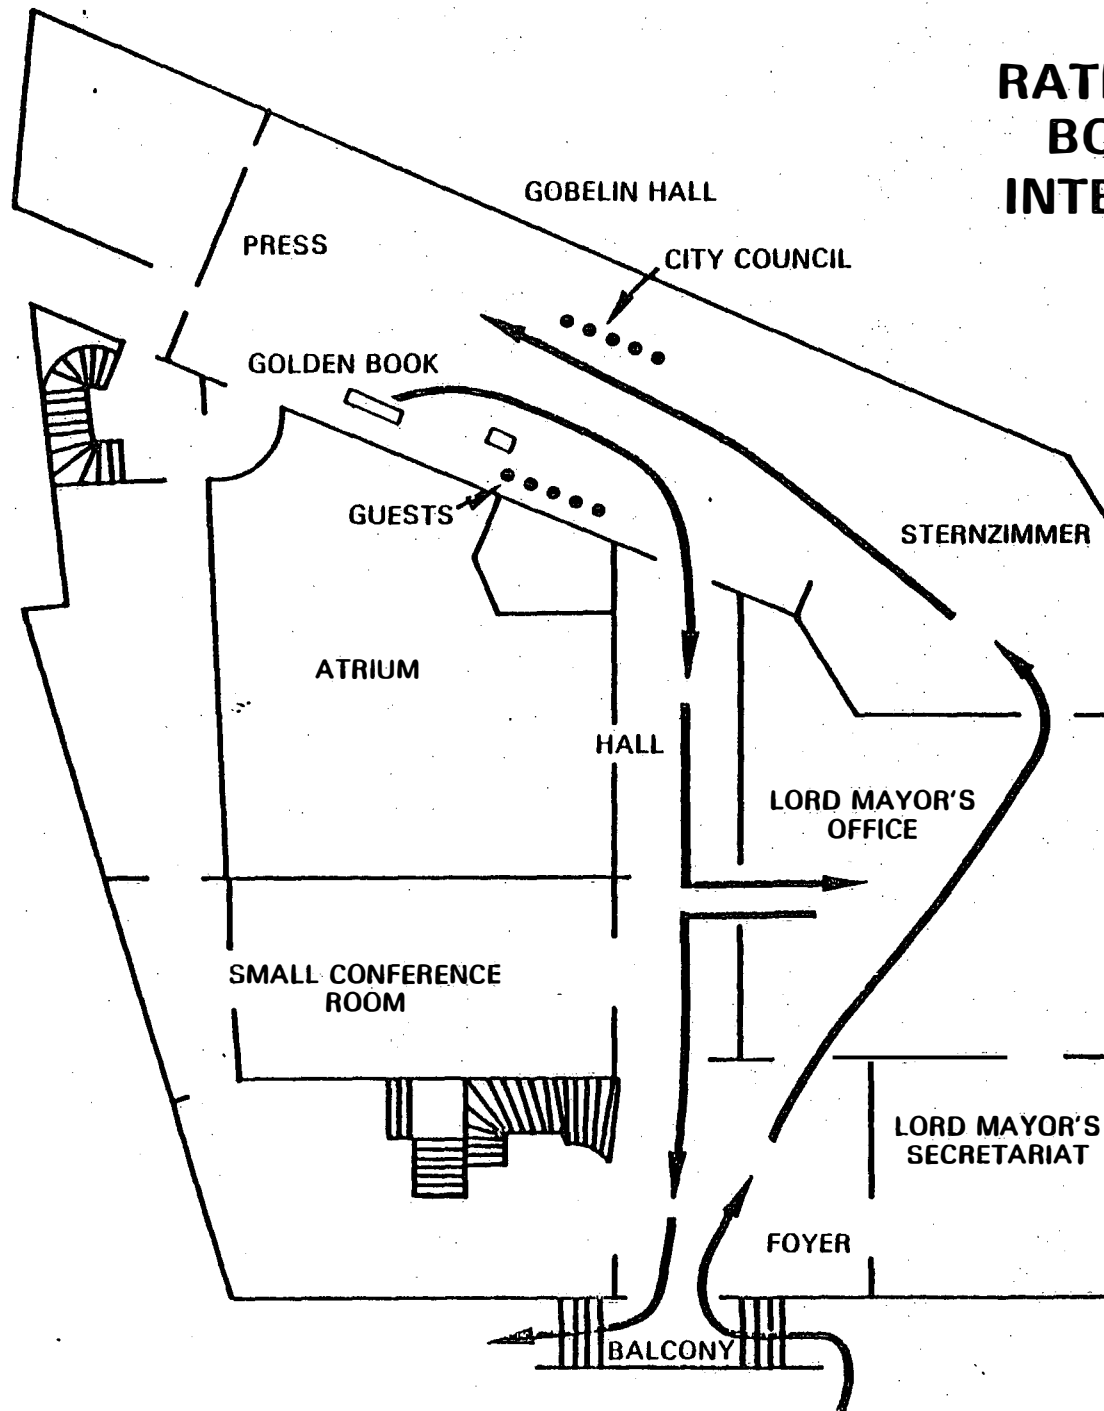 GOBELIN HALL
PRESS
CITY COUNCIL
GOLDEN BOOK
GUESTS
STERNZIMMER
ATRIUM
HALL
LORD MAYOR'S
OFFICE
SMALL CONFERENCE
ROOM
LORD MAYOR'S
SECRETARIAT
FOYER
BALCONY